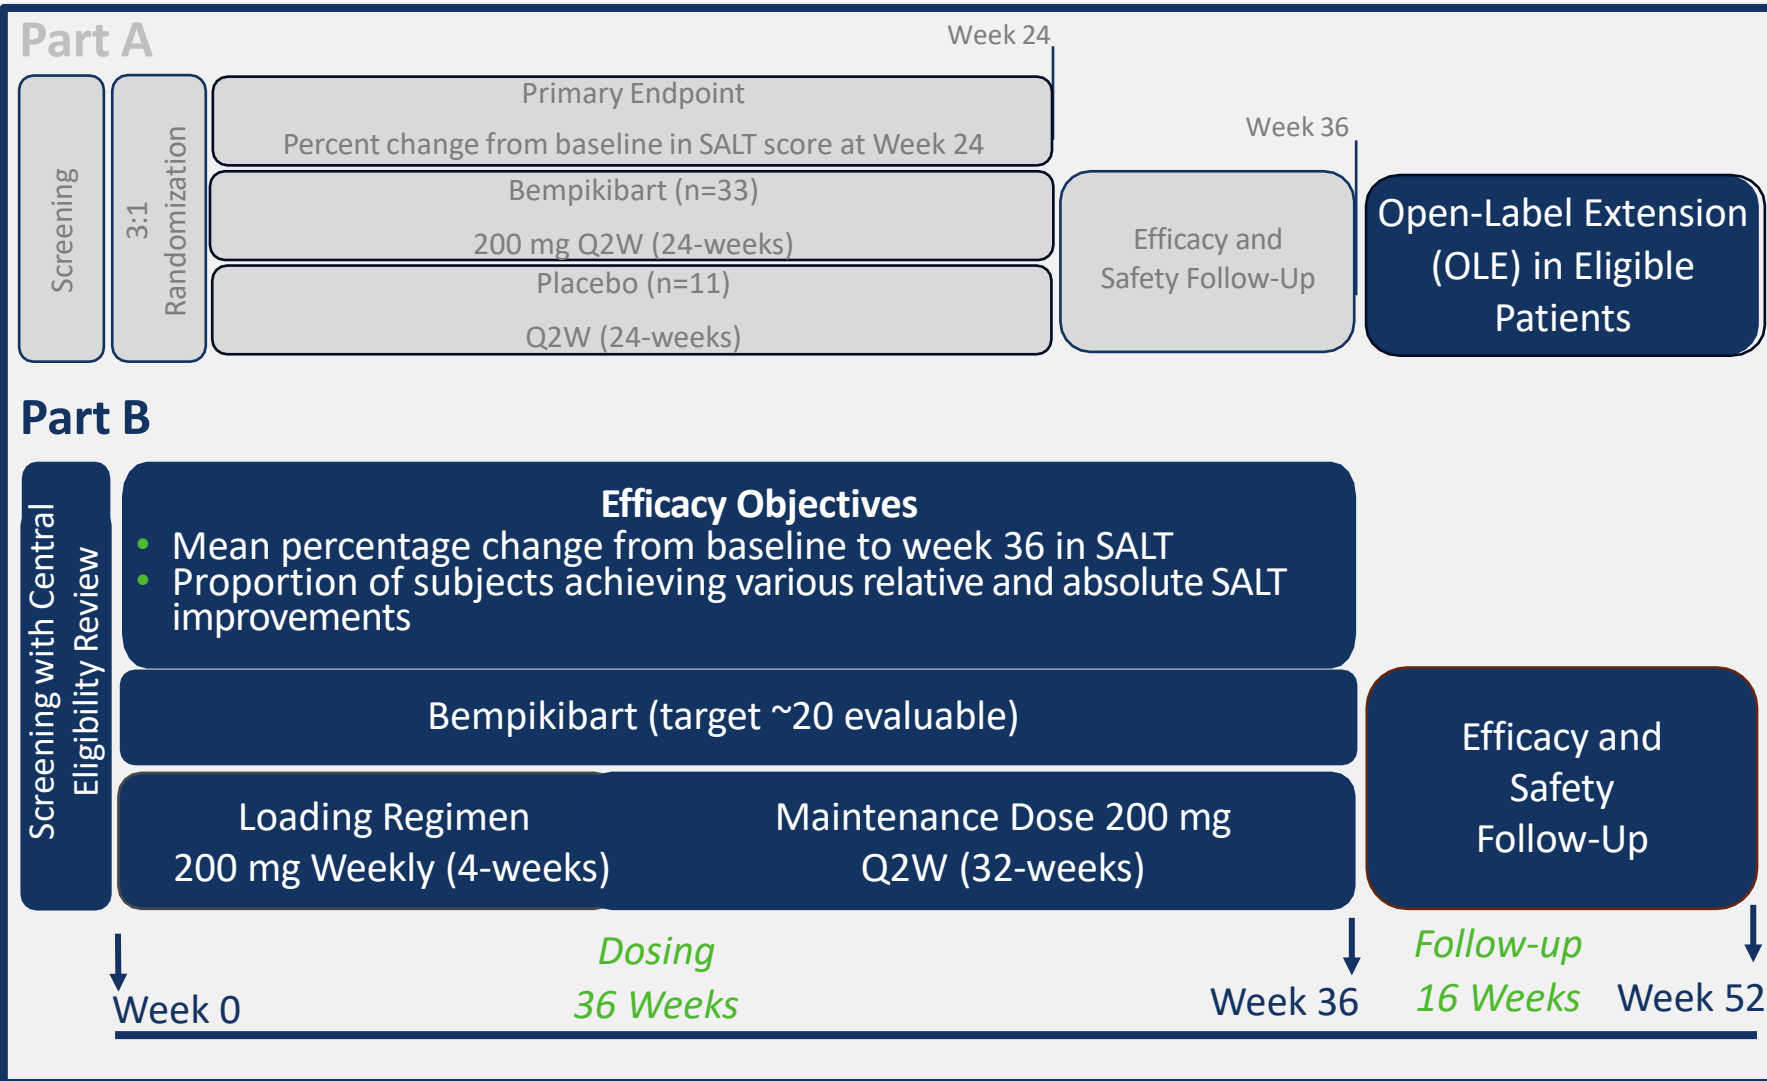 Part A
Week 24
Screening
3:1
Randomization
Primary Endpoint
Percent change from baseline in SALT score at Week 24
Bempikibart (n=33)
200 mg Q2W (24-weeks)
Placebo (n=11)
Q2W (24-weeks)
Week 36
Efficacy and
Safety Follow-Up
Open-Label Extension
(OLE) in Eligible
Patients
Part B
Screening with Central
Eligibility Review
Efficacy Objectives
• Mean percentage change from baseline to week 36 in SALT
• Proportion of subjects achieving various relative and absolute SALT
improvements
Bempikibart (target ~20 evaluable)
Loading Regimen
200 mg Weekly (4-weeks)
Maintenance Dose 200 mg
Q2W (32-weeks)
Efficacy and
Safety
Follow-Up
Week 0
Dosing
36 Weeks
Week 36
Follow-up
16 Weeks
Week 52